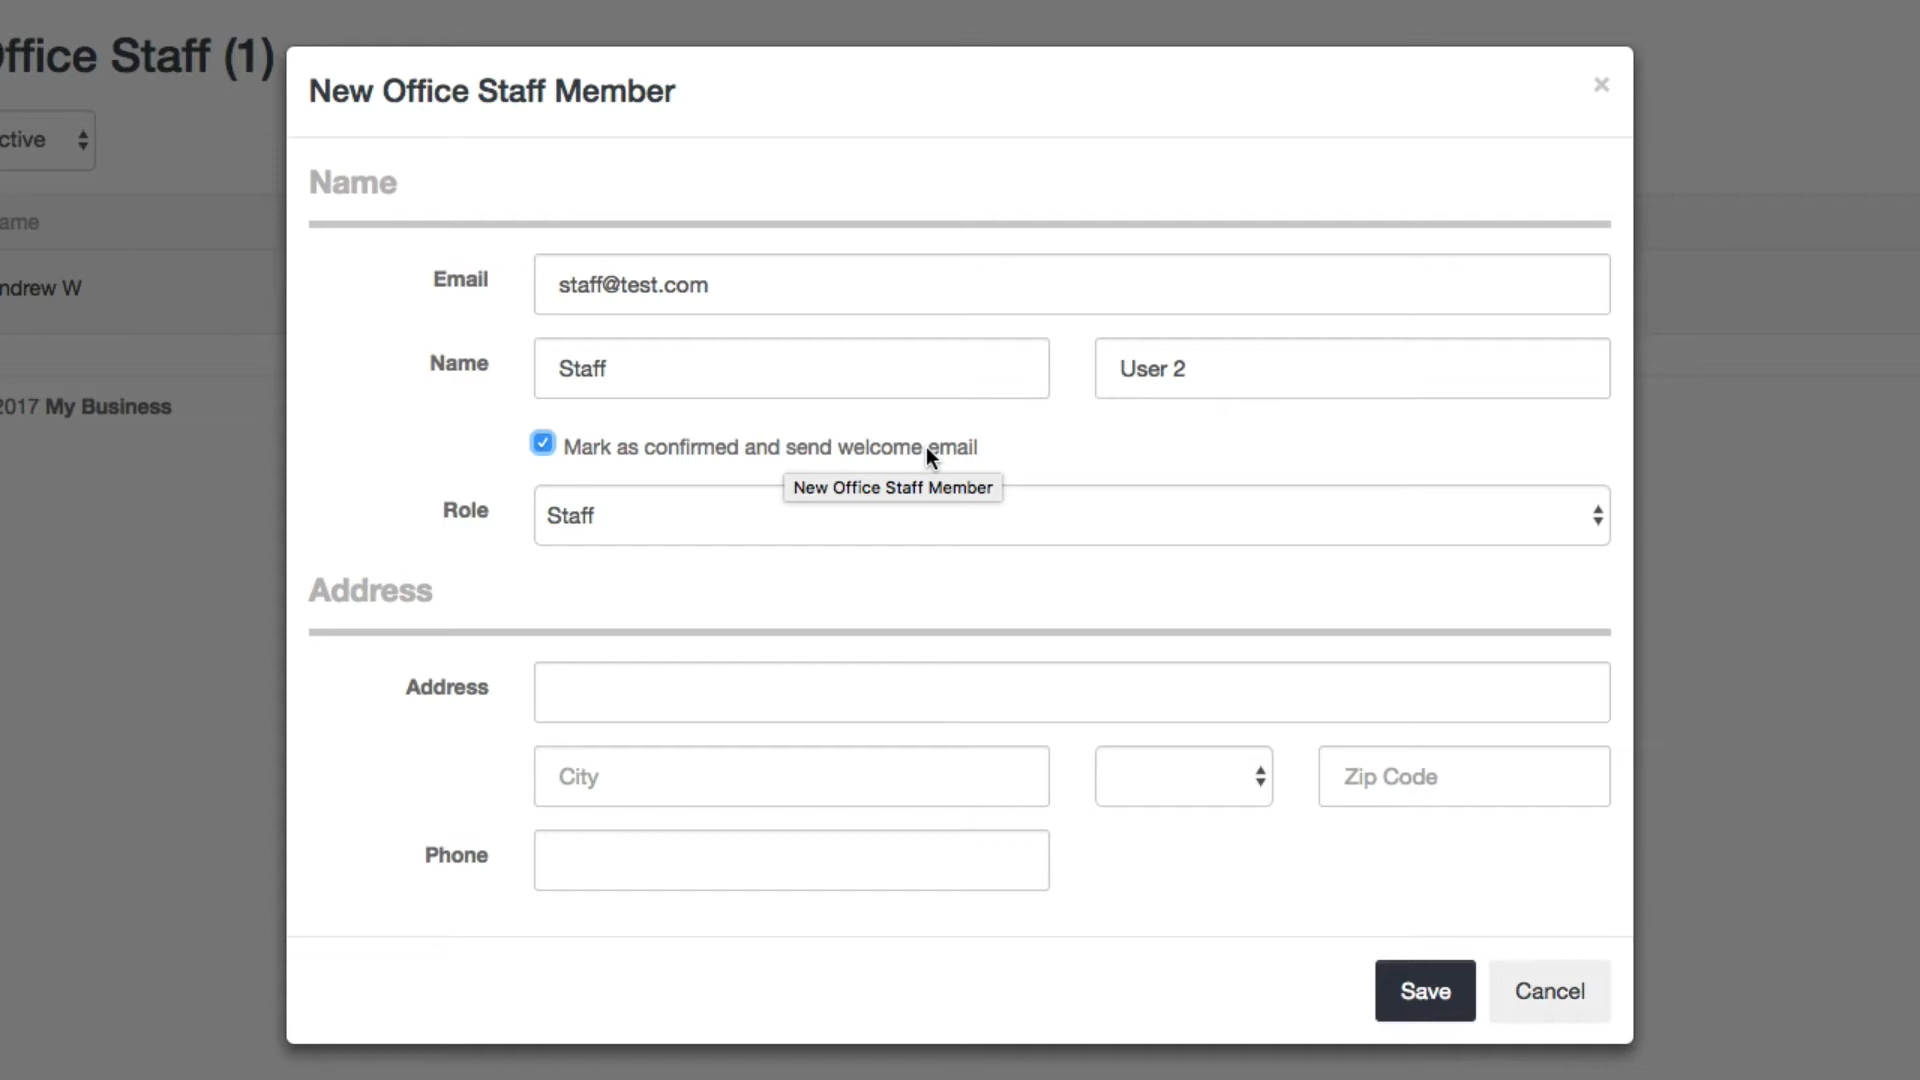 ffice Staff (1)
ctive
ame
ndrew W
2017 My Business
New Office Staff Member
×
Name
Email
staff@test.com
Name
Staff
User 2
Mark as confirmed and send welcome email
New Office Staff Member
Role
Staff
Address
Address
City
Zip Code
Phone
Save
Cancel